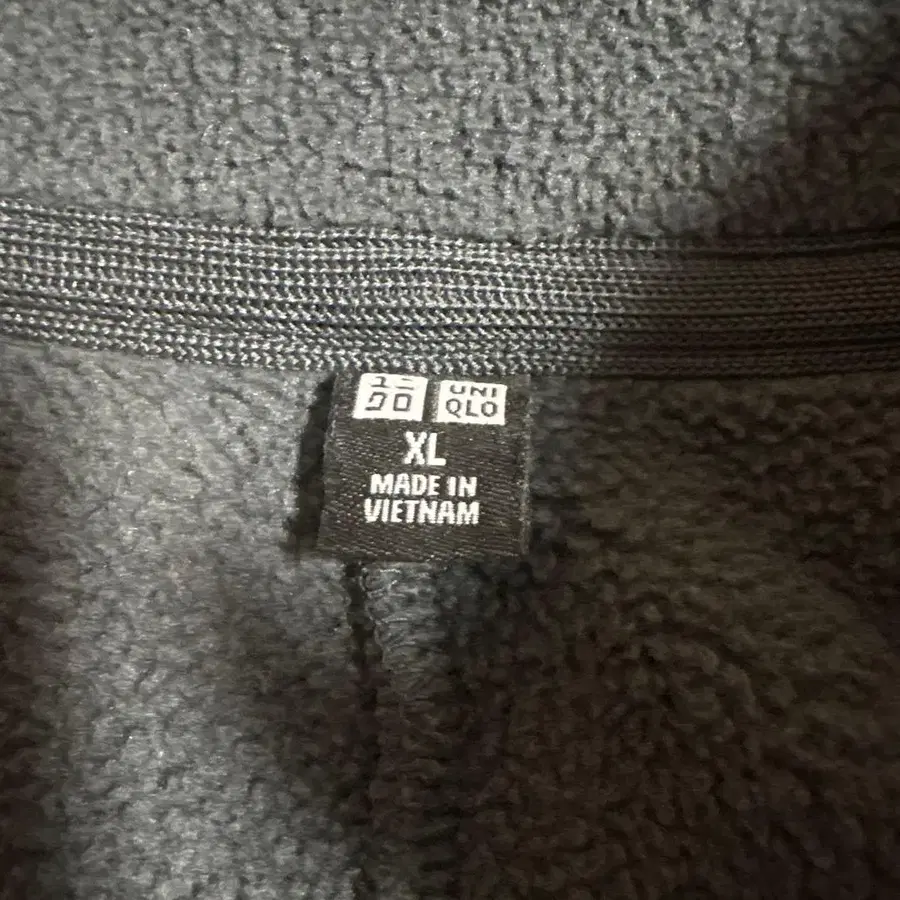 ユニ UNI
クロ QLO
XL
MADE IN
VIETNAM